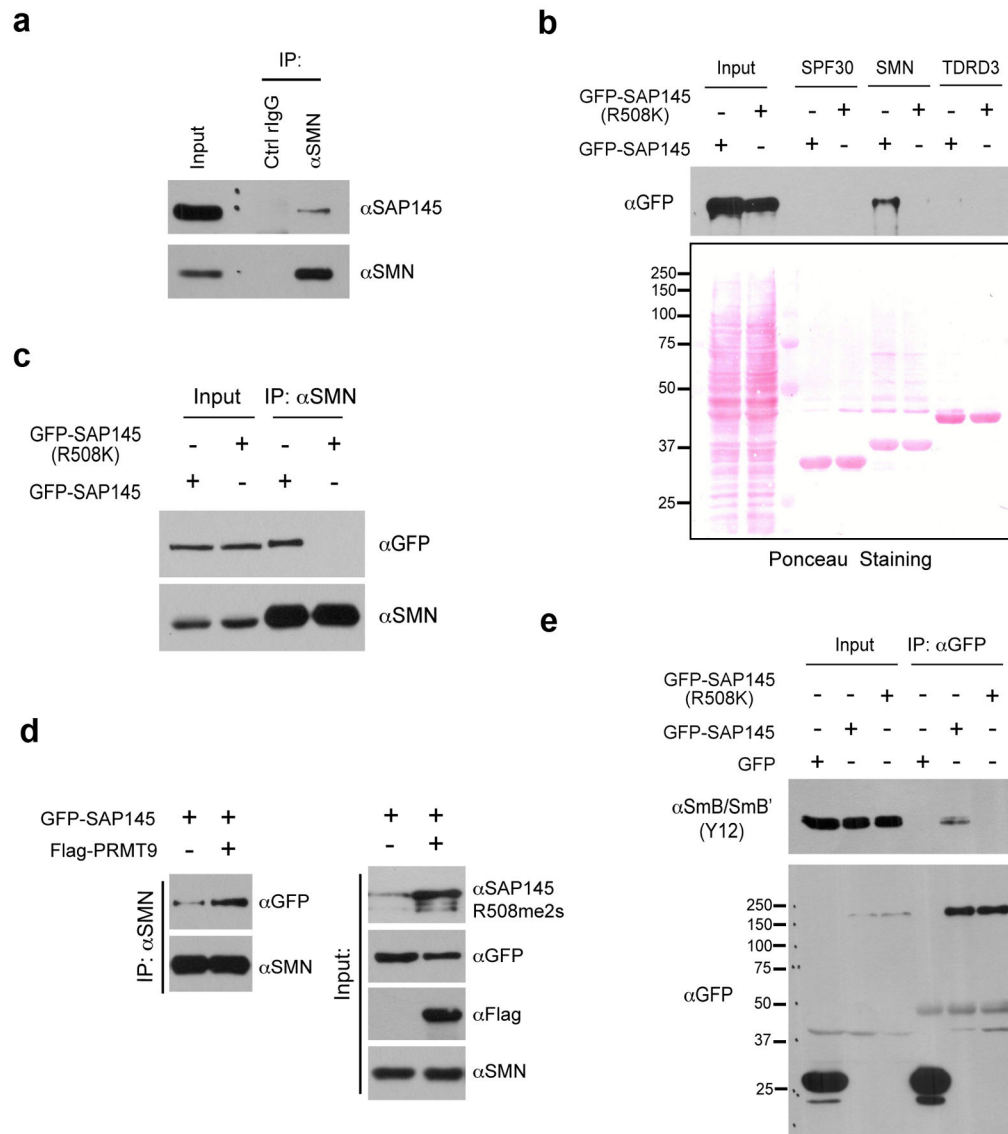 a
IP:
Input
Ctrl rIgG
αSMN
αSAP145
αSMN
b
Input SPF30 SMN TDRD3
GFP-SAP145
(R508K)
- + - + - + - +
GFP-SAP145
+ - + - + - + -
αGFP
250
150
100
75
50
37
25
Ponceau Staining
c
Input IP: αSMN
GFP-SAP145
(R508K)
- + - +
GFP-SAP145
+ - + -
αGFP
αSMN
d
GFP-SAP145 + +
Flag-PRMT9 - +
IP: αSMN
αGFP
αSMN
+ +
- +
Input:
αSAP145
R508me2s
αGFP
αFlag
αSMN
e
Input IP: αGFP
GFP-SAP145
(R508K)
- - + - - +
GFP-SAP145
- + - - + -
GFP
+ - - + - -
αSmB/SmB'
(Y12)
αGFP
250
150
100
75
50
37
25